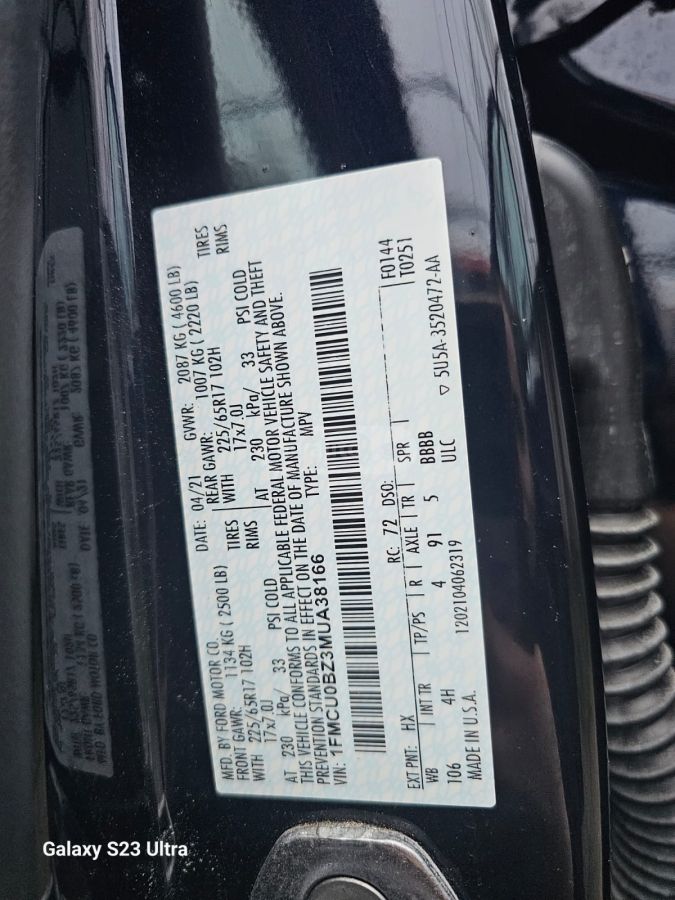 MFD. BY FORD MOTOR CO.
DATE: 04/21 GVWR: 2087 KG ( 4600 LB)
FRONT GAWR: 1134 KG ( 2500 LB) REAR GAWR: 1007 KG ( 2220 LB)
WITH 225/65R17 102H TIRES WITH 225/65R17 102H TIRES
17x7.0J RIMS 17x7.0J RIMS
AT 230 kPa/ 33 PSI COLD AT 230 kPa/ 33 PSI COLD
THIS VEHICLE CONFORMS TO ALL APPLICABLE FEDERAL MOTOR VEHICLE SAFETY AND THEFT
PREVENTION STANDARDS IN EFFECT ON THE DATE OF MANUFACTURE SHOWN ABOVE.
VIN: 1FMCU0BZ3MUA38166 TYPE: MPV
EXT PNT: HX RC: 72 DSO: F0144
WB INT TR TP/PS R AXLE TR SPR T0251
106 4H 4 91 5 BBBB
MADE IN U.S.A. 1202104062319 ULC ▽ 5U5A-3520472-AA
Galaxy S23 Ultra